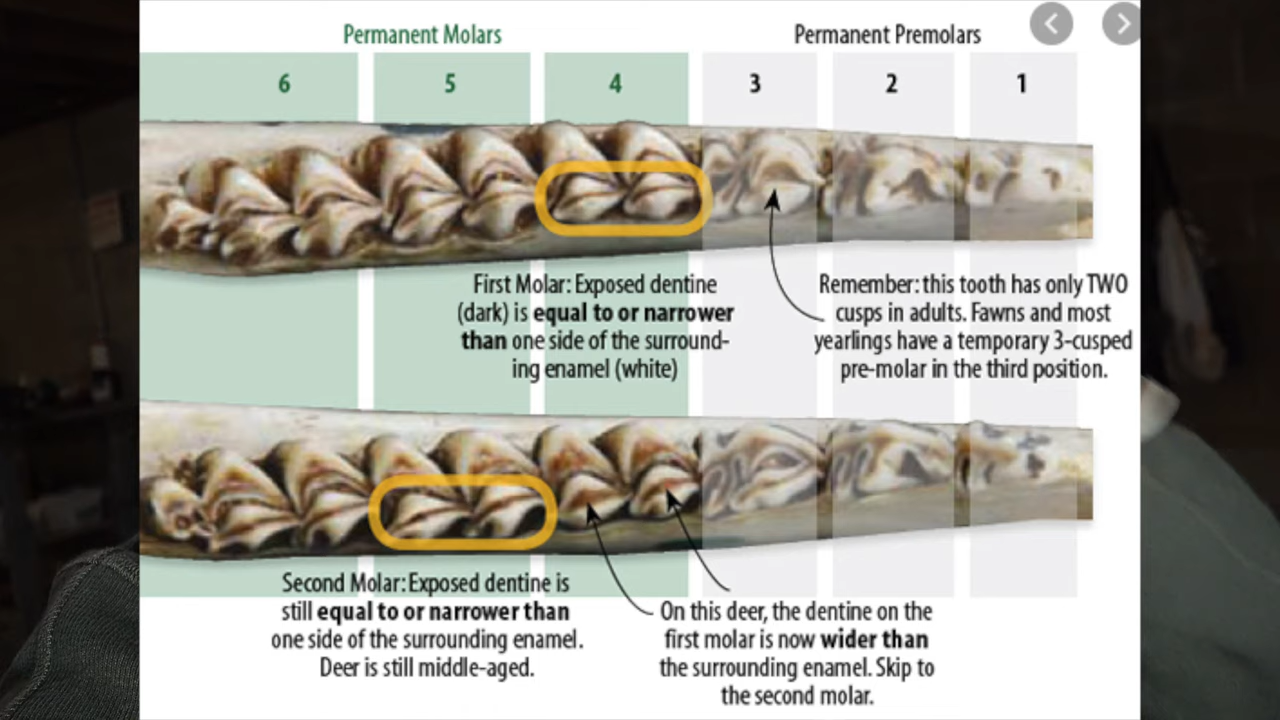 Permanent Molars
Permanent Premolars
6
5
4
3
2
1
First Molar: Exposed dentine
(dark) is equal to or narrower
than one side of the surround-
ing enamel (white)
Remember: this tooth has only TWO
cusps in adults. Fawns and most
yearlings have a temporary 3-cusped
pre-molar in the third position.
Second Molar: Exposed dentine is
still equal to or narrower than
one side of the surrounding enamel.
Deer is still middle-aged.
On this deer, the dentine on the
first molar is now wider than
the surrounding enamel. Skip to
the second molar.